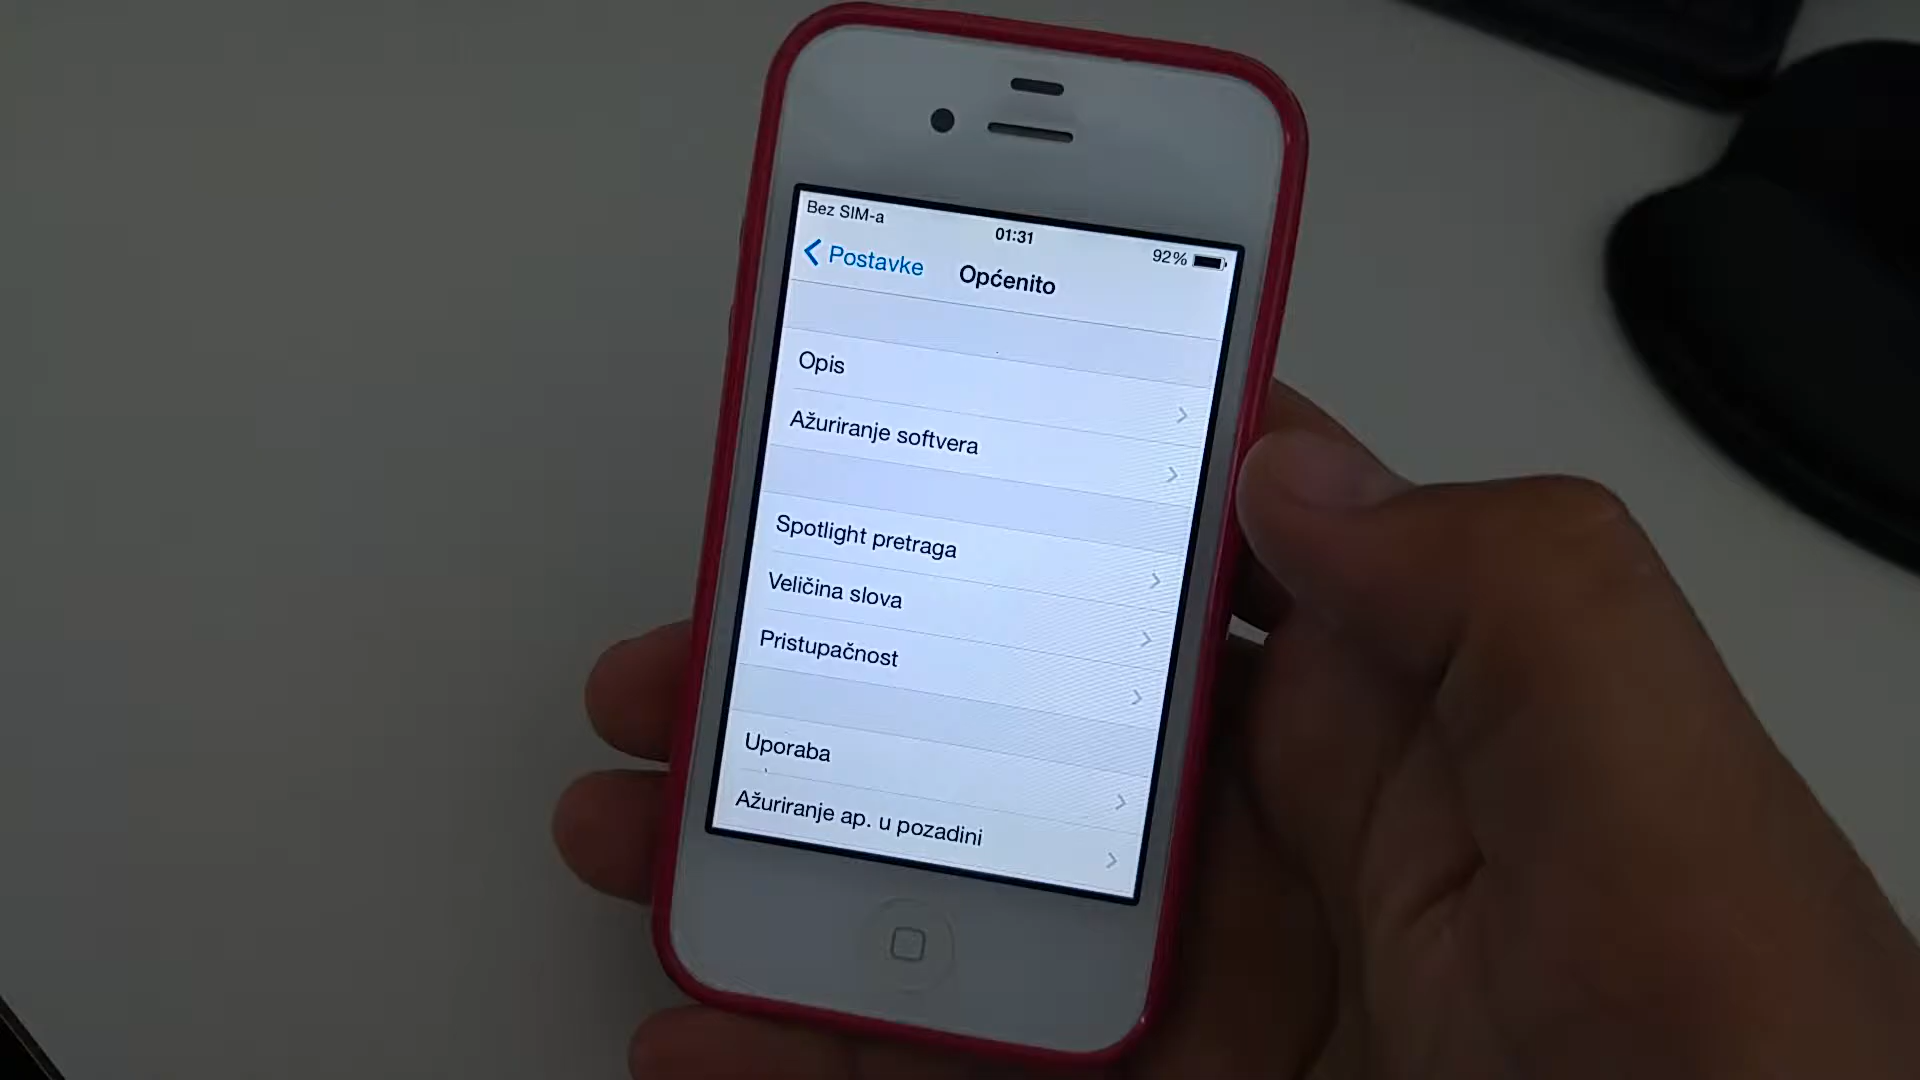 Bez SIM-a
01:31
92%
Postavke
Općenito
Opis
Ažuriranje softvera
Spotlight pretraga
Veličina slova
Pristupačnost
Uporaba
Ažuriranje ap. u pozadini